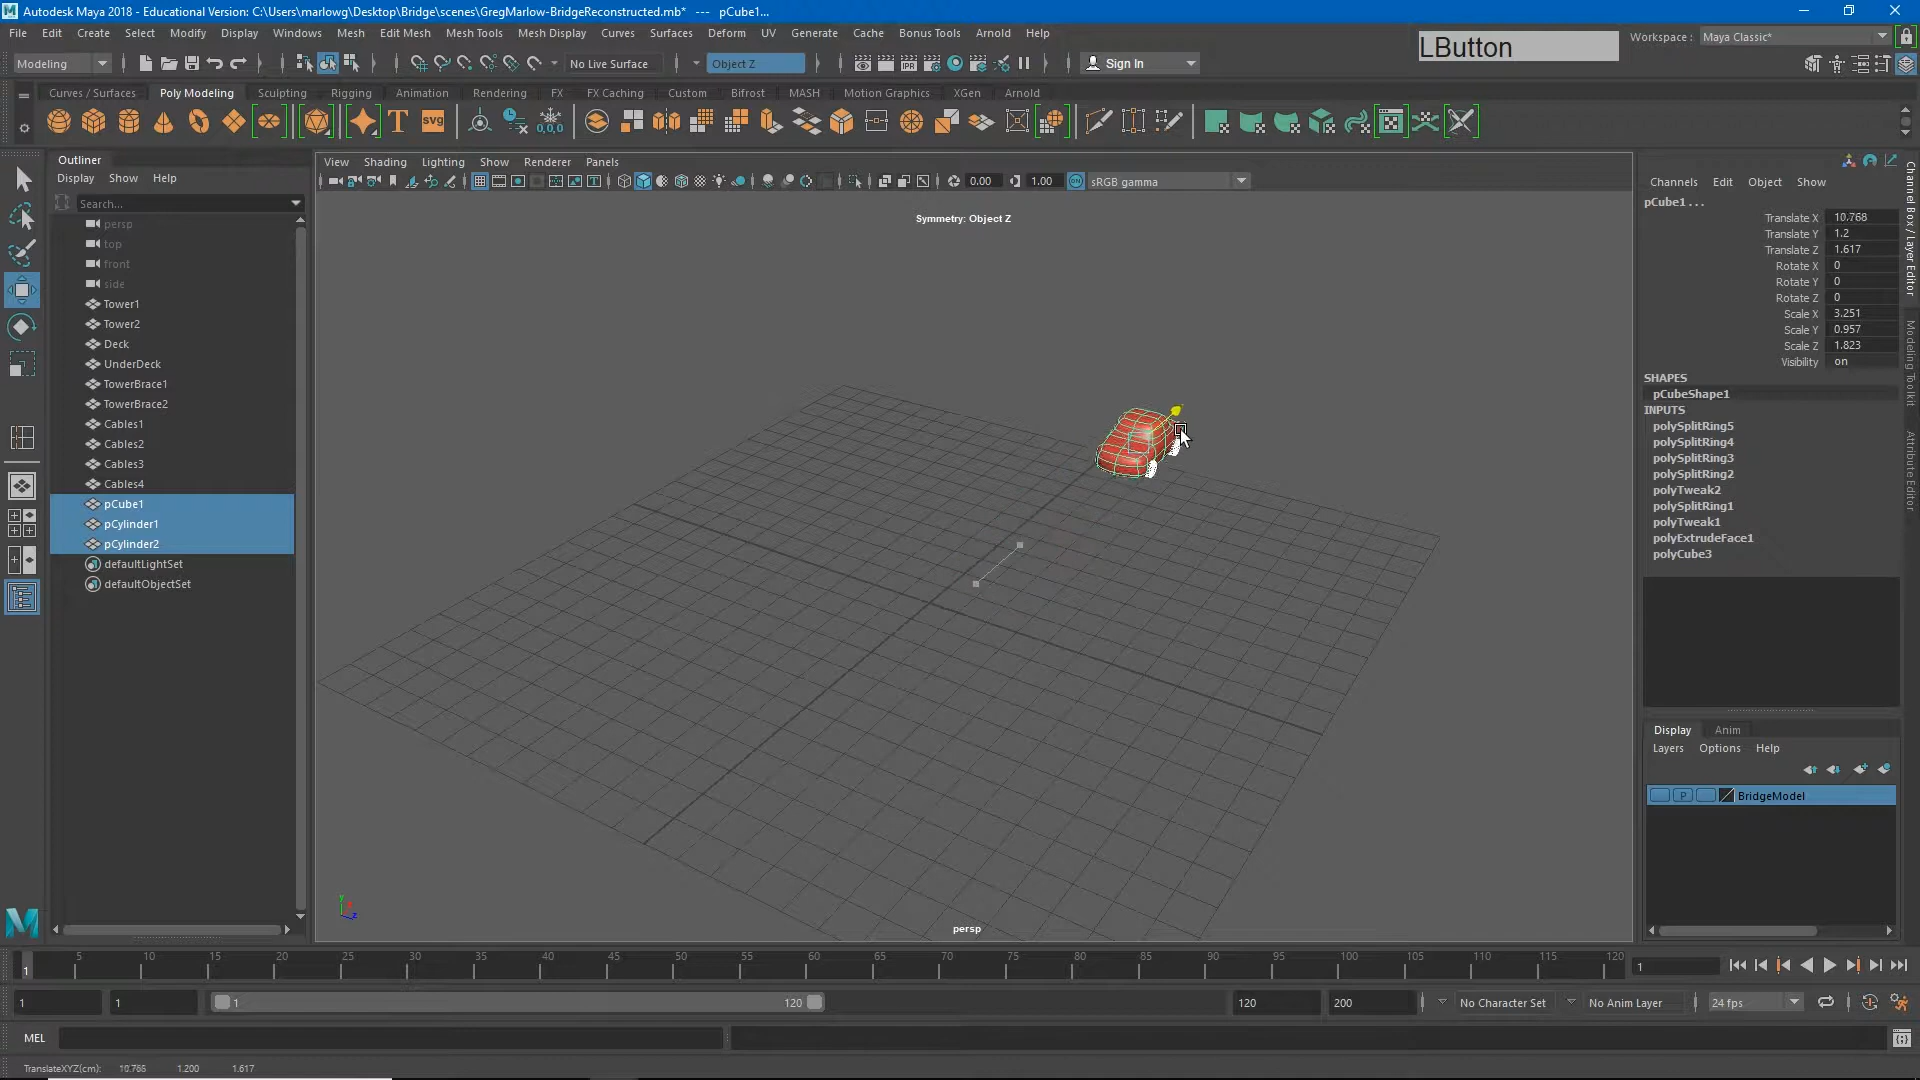 Autodesk Maya 2018 - Educational Version: C:\Users\marlowg\Desktop\Bridge\scenes\GregMarlow-BridgeReconstructed.mb* --- pCube1...
File Edit Create Select Modify Display Windows Mesh Edit Mesh Mesh Tools Mesh Display Curves Surfaces Deform UV Generate Cache Bonus Tools Arnold Help
LButton
Workspace : Maya Classic*
Modeling
No Live Surface
Object Z
Sign In
Curves / Surfaces Poly Modeling Sculpting Rigging Animation Rendering FX FX Caching Custom Bifrost MASH Motion Graphics XGen Arnold
T
SVG
0,0,0
Outliner
Display Show Help
Search...
persp
top
front
side
Tower1
Tower2
Deck
UnderDeck
TowerBrace1
TowerBrace2
Cables1
Cables2
Cables3
Cables4
pCube1
pCylinder1
pCylinder2
defaultLightSet
defaultObjectSet
View Shading Lighting Show Renderer Panels
0.00
1.00
sRGB gamma
Symmetry: Object Z
persp
Channels Edit Object Show
pCube1 . . .
Translate X 10.768
Translate Y 1.2
Translate Z 1.617
Rotate X 0
Rotate Y 0
Rotate Z 0
Scale X 3.251
Scale Y 0.957
Scale Z 1.823
Visibility on
SHAPES
pCubeShape1
INPUTS
polySplitRing5
polySplitRing4
polySplitRing3
polySplitRing2
polyTweak2
polySplitRing1
polyTweak1
polyExtrudeFace1
polyCube3
Channel Box / Layer Editor
Modeling Toolkit
Attribute Editor
Display Anim
Layers Options Help
P
BridgeModel
1 5 10 15 20 25 30 35 40 45 50 55 60 65 70 75 80 85 90 95 100 105 110 115 120
1
1 1 1 120 120 200 No Character Set No Anim Layer 24 fps
MEL
TranslateXYZ(cm): 10.766 1.200 1.617